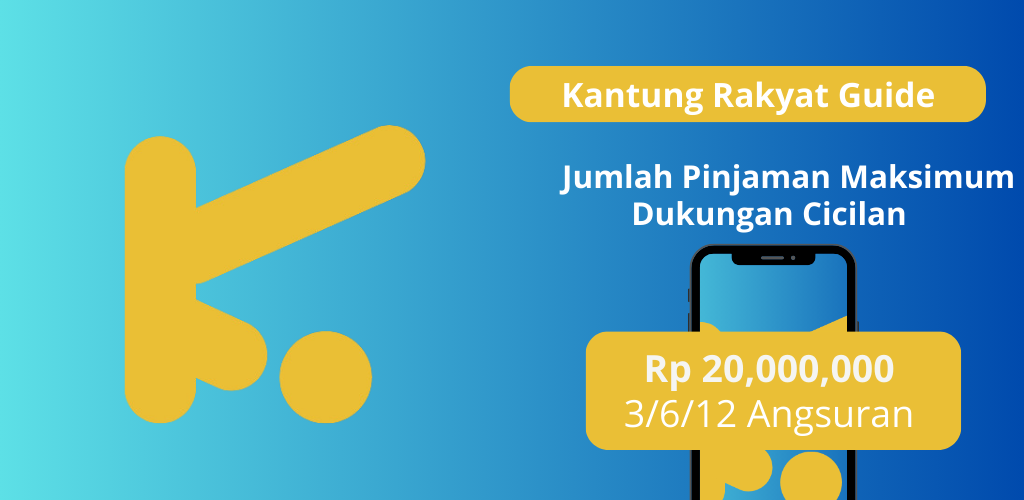 Kantung Rakyat Guide
Jumlah Pinjaman Maksimum
Dukungan Cicilan
Rp 20,000,000
3/6/12 Angsuran